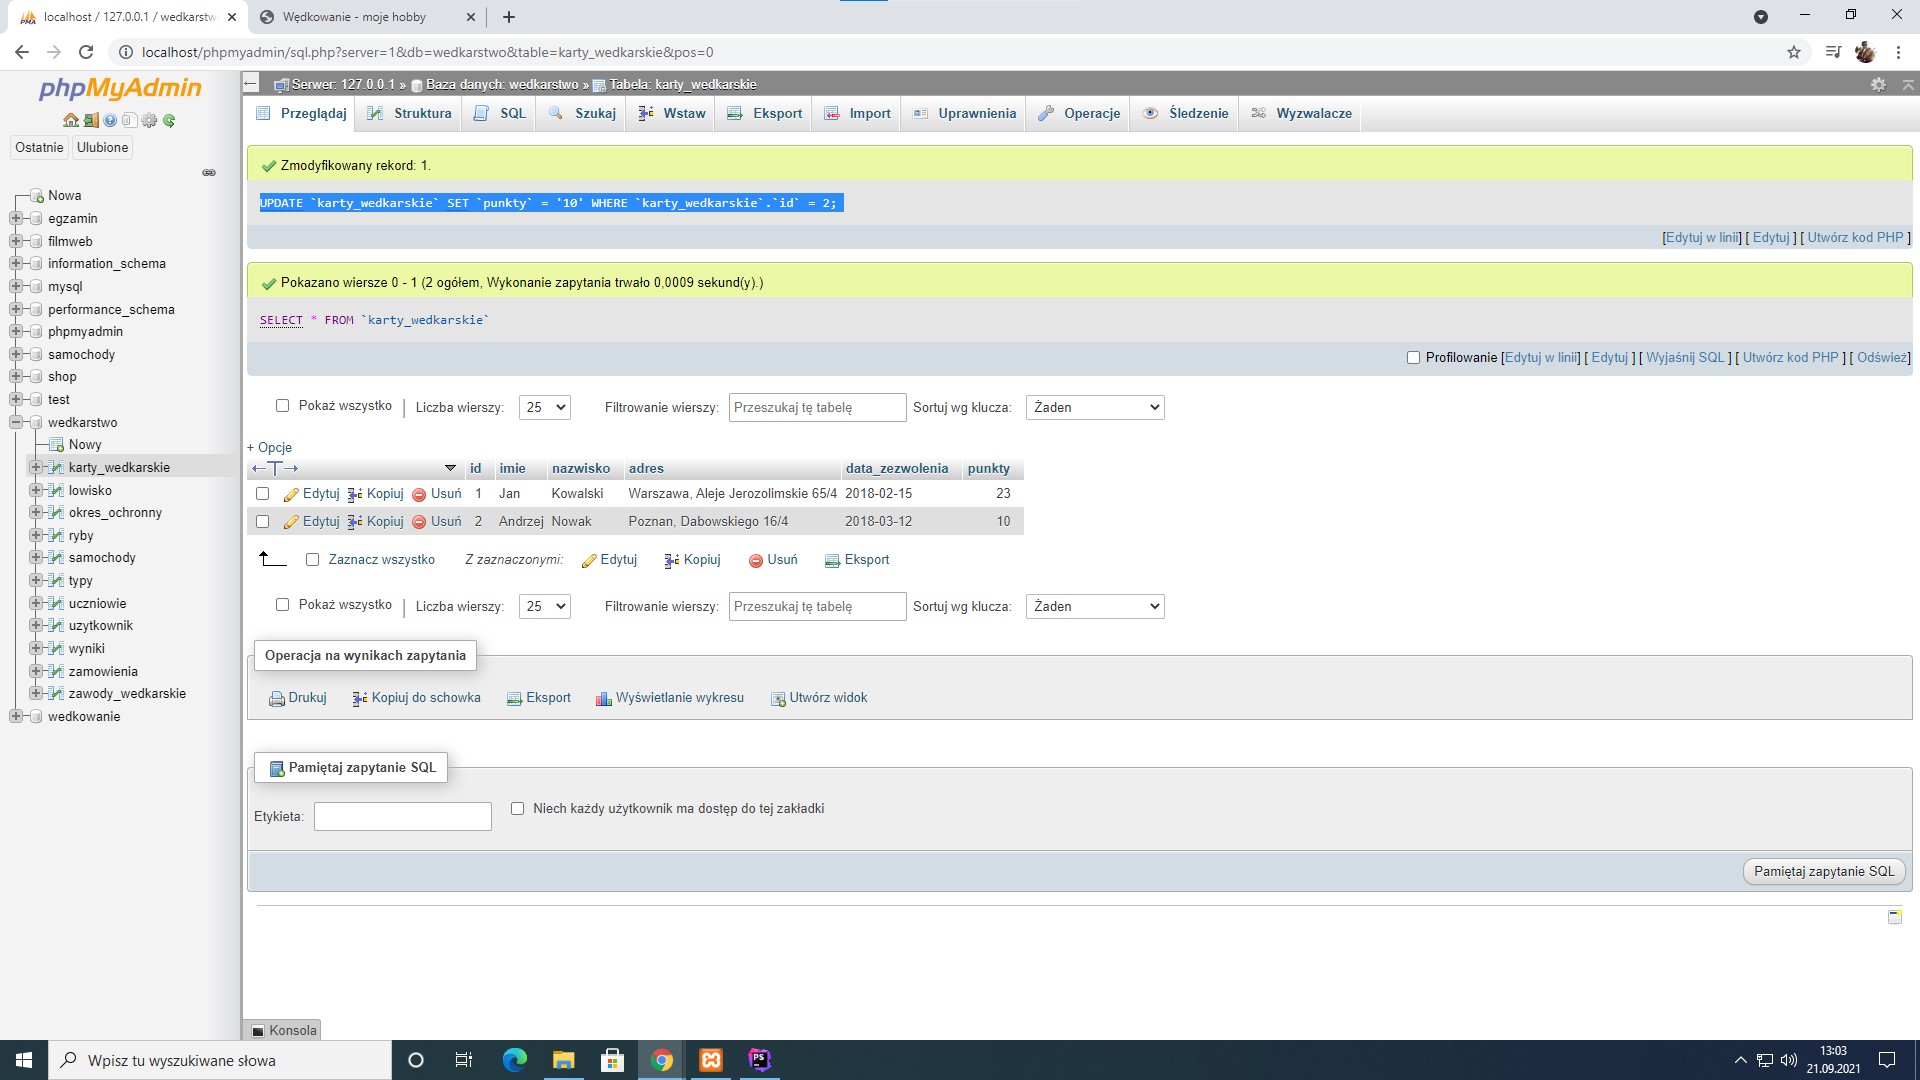 localhost / 127.0.0.1 / wedkarstw
Wędkowanie - moje hobby
localhost/phpmyadmin/sql.php?server=1&db=wedkarstwo&table=karty_wedkarskie&pos=0
phpMyAdmin
Ostatnie Ulubione
Nowa
egzamin
filmweb
information_schema
mysql
performance_schema
phpmyadmin
samochody
shop
test
wedkarstwo
Nowy
karty_wedkarskie
lowisko
okres_ochronny
ryby
samochody
typy
uczniowie
uzytkownik
wyniki
zamowienia
zawody_wedkarskie
wedkowanie
Serwer: 127.0.0.1 » Baza danych: wedkarstwo » Tabela: karty_wedkarskie
Przeglądaj Struktura SQL Szukaj Wstaw Eksport Import Uprawnienia Operacje Śledzenie Wyzwalacze
Zmodyfikowany rekord: 1.
UPDATE `karty_wedkarskie` SET `punkty` = '10' WHERE `karty_wedkarskie`.`id` = 2;
[Edytuj w linii] [ Edytuj ] [ Utwórz kod PHP ]
Pokazano wiersze 0 - 1 (2 ogółem, Wykonanie zapytania trwało 0,0009 sekund(y).)
SELECT * FROM `karty_wedkarskie`
Profilowanie [Edytuj w linii] [ Edytuj ] [ Wyjaśnij SQL ] [ Utwórz kod PHP ] [ Odśwież]
Pokaż wszystko | Liczba wierszy: 25 Filtrowanie wierszy: Przeszukaj tę tabelę Sortuj wg klucza: Żaden
+ Opcje
←T→ id imie nazwisko adres data_zezwolenia punkty
Edytuj Kopiuj Usuń 1 Jan Kowalski Warszawa, Aleje Jerozolimskie 65/4 2018-02-15 23
Edytuj Kopiuj Usuń 2 Andrzej Nowak Poznan, Dabowskiego 16/4 2018-03-12 10
Zaznacz wszystko Z zaznaczonymi: Edytuj Kopiuj Usuń Eksport
Pokaż wszystko | Liczba wierszy: 25 Filtrowanie wierszy: Przeszukaj tę tabelę Sortuj wg klucza: Żaden
Operacja na wynikach zapytania
Drukuj Kopiuj do schowka Eksport Wyświetlanie wykresu Utwórz widok
Pamiętaj zapytanie SQL
Etykieta: Niech każdy użytkownik ma dostęp do tej zakładki
Pamiętaj zapytanie SQL
Konsola
Wpisz tu wyszukiwane słowa
PS
13:03
21.09.2021